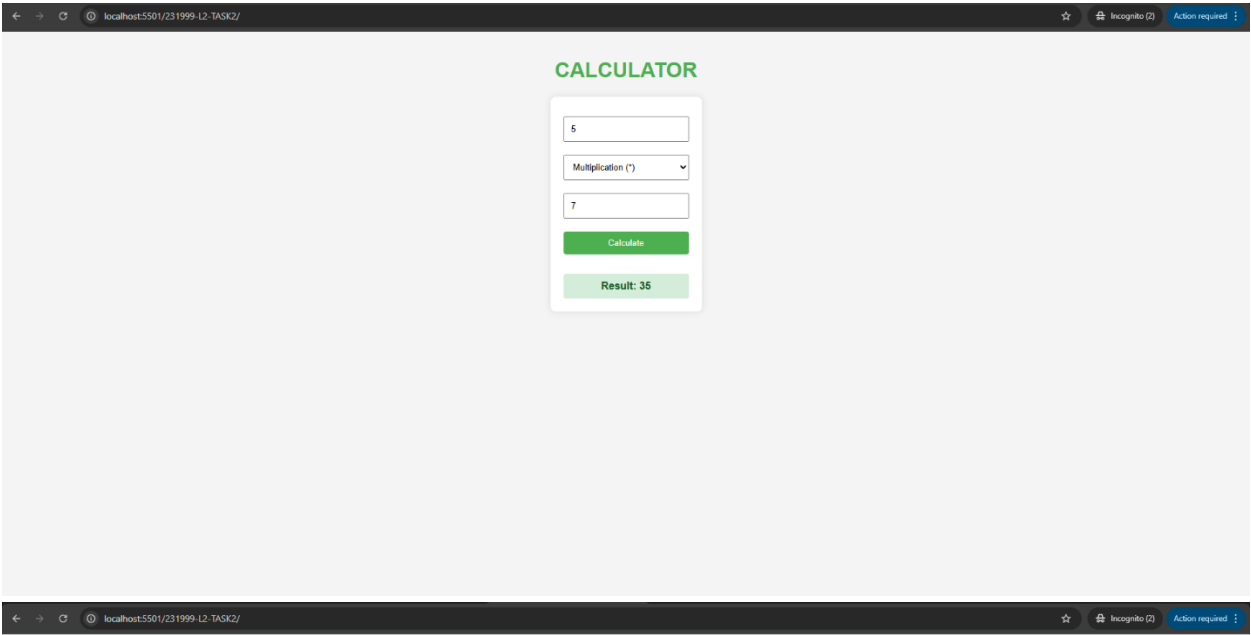 localhost:5501/231999-L2-TASK2/ Incognito (2) Action required
CALCULATOR
5
Multiplication (*)
7
Calculate
Result: 35
localhost:5501/231999-L2-TASK2/ Incognito (2) Action required